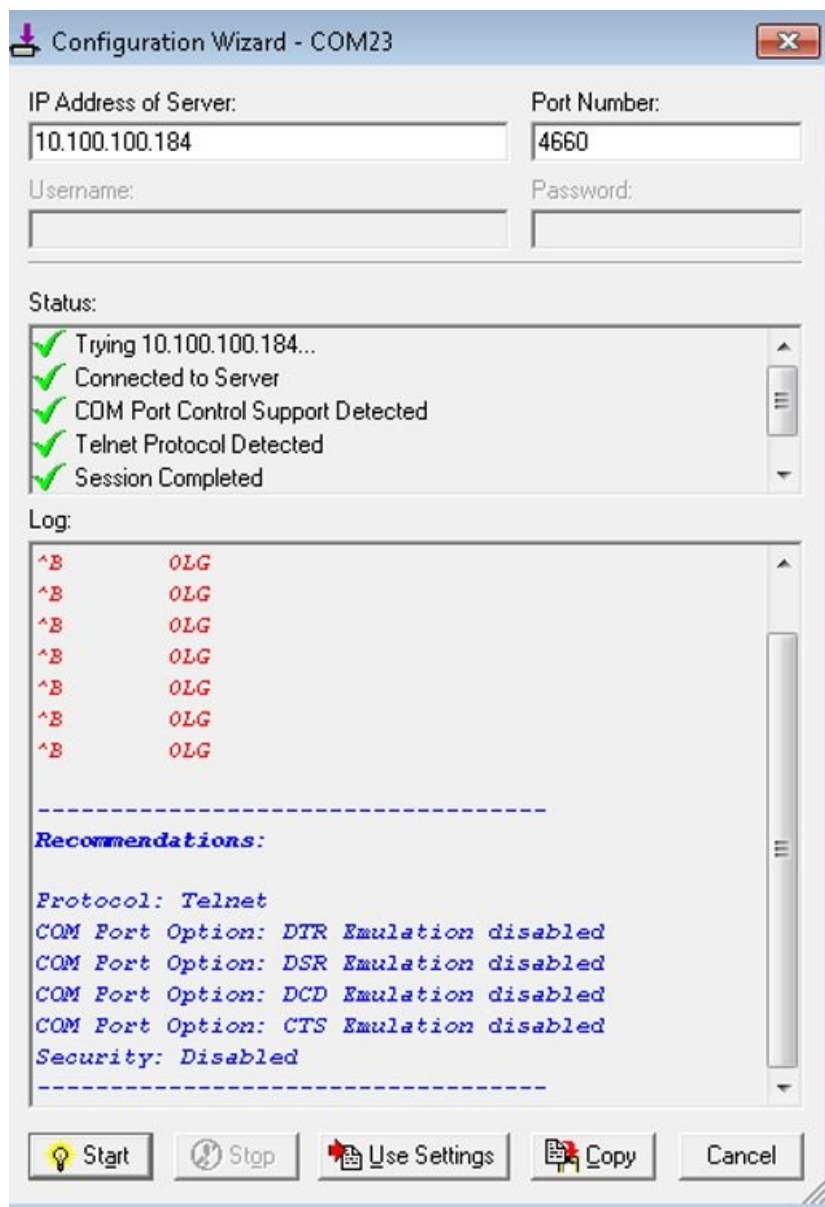 Configuration Wizard - COM23
IP Address of Server: Port Number:
10.100.100.184 4660
Username: Password:
Status:
Trying 10.100.100.184...
Connected to Server
COM Port Control Support Detected
Telnet Protocol Detected
Session Completed
Log:
^B OLG
^B OLG
^B OLG
^B OLG
^B OLG
^B OLG
^B OLG
-----------------------------------
Recommendations:
Protocol: Telnet
COM Port Option: DTR Emulation disabled
COM Port Option: DSR Emulation disabled
COM Port Option: DCD Emulation disabled
COM Port Option: CTS Emulation disabled
Security: Disabled
-----------------------------------
Start Stop Use Settings Copy Cancel